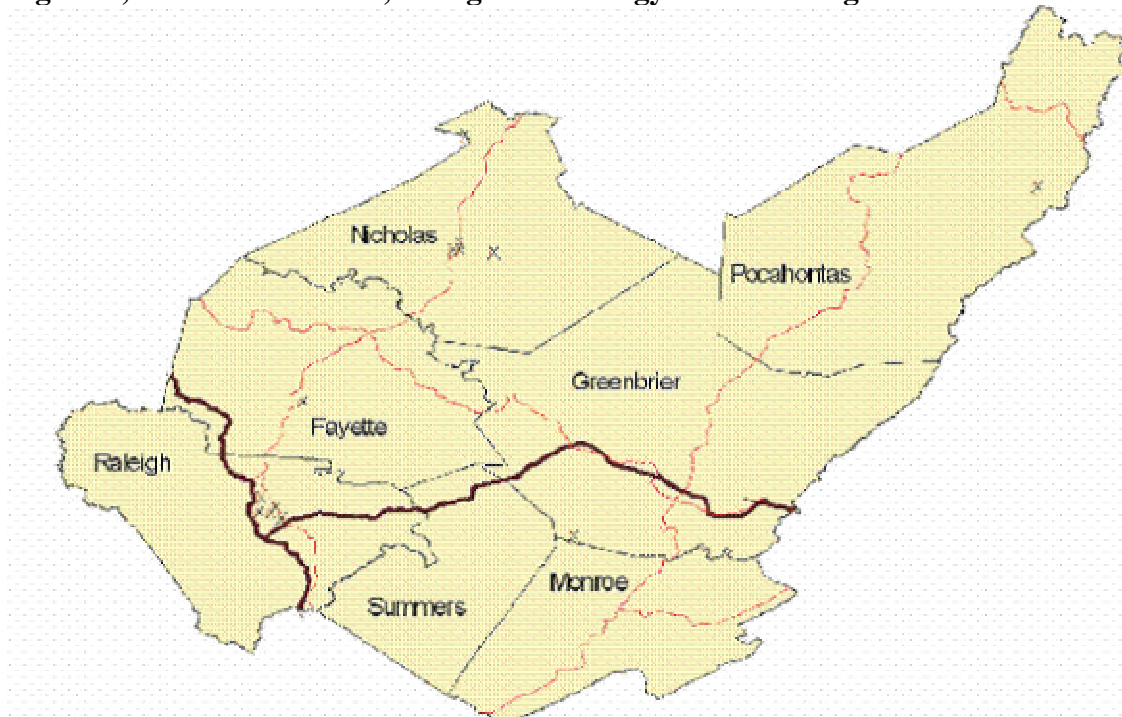 Nicholas
Pocahontas
Greenbrier
Fayette
Raleigh
Monroe
Summers